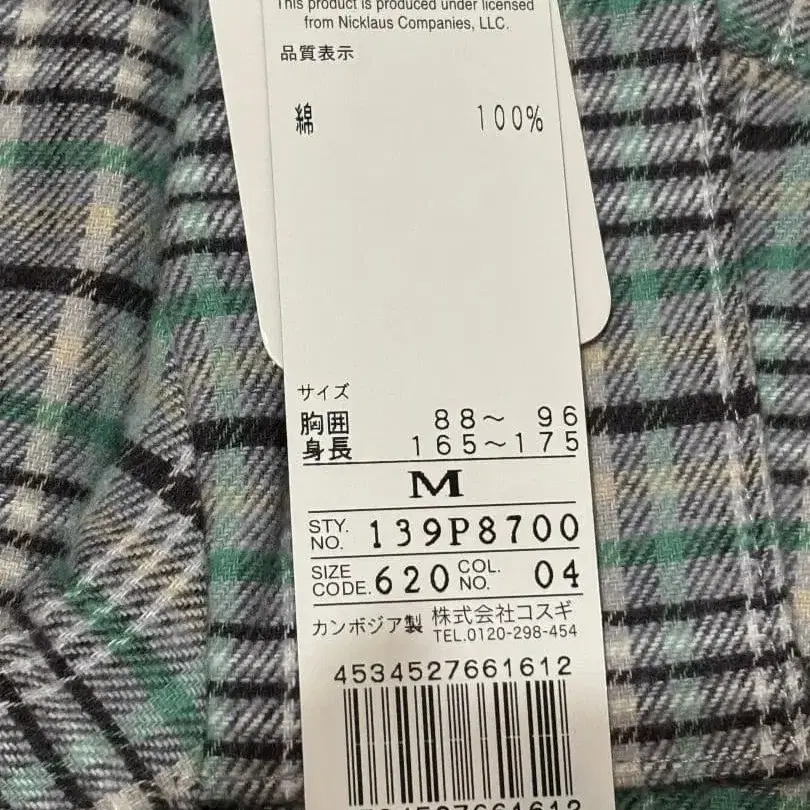 This product is produced under licensed
from Nicklaus Companies, LLC.
品質表示
綿 100%
サイズ
胸囲 88～ 96
身長 165～175
M
STY. NO. 139P8700
SIZE CODE. 620 COL. NO. 04
カンボジア製 株式会社コスギ
TEL.0120-298-454
4534527661612
4534527661612